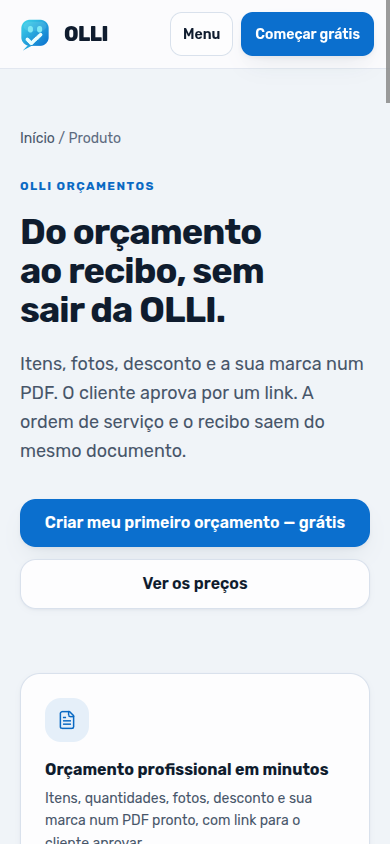 OLLI
Menu
Começar grátis
Início / Produto
OLLI ORÇAMENTOS
Do orçamento
ao recibo, sem
sair da OLLI.
Itens, fotos, desconto e a sua marca num
PDF. O cliente aprova por um link. A
ordem de serviço e o recibo saem do
mesmo documento.
Criar meu primeiro orçamento — grátis
Ver os preços
Orçamento profissional em minutos
Itens, quantidades, fotos, desconto e sua
marca num PDF pronto, com link para o
cliente aprovar.